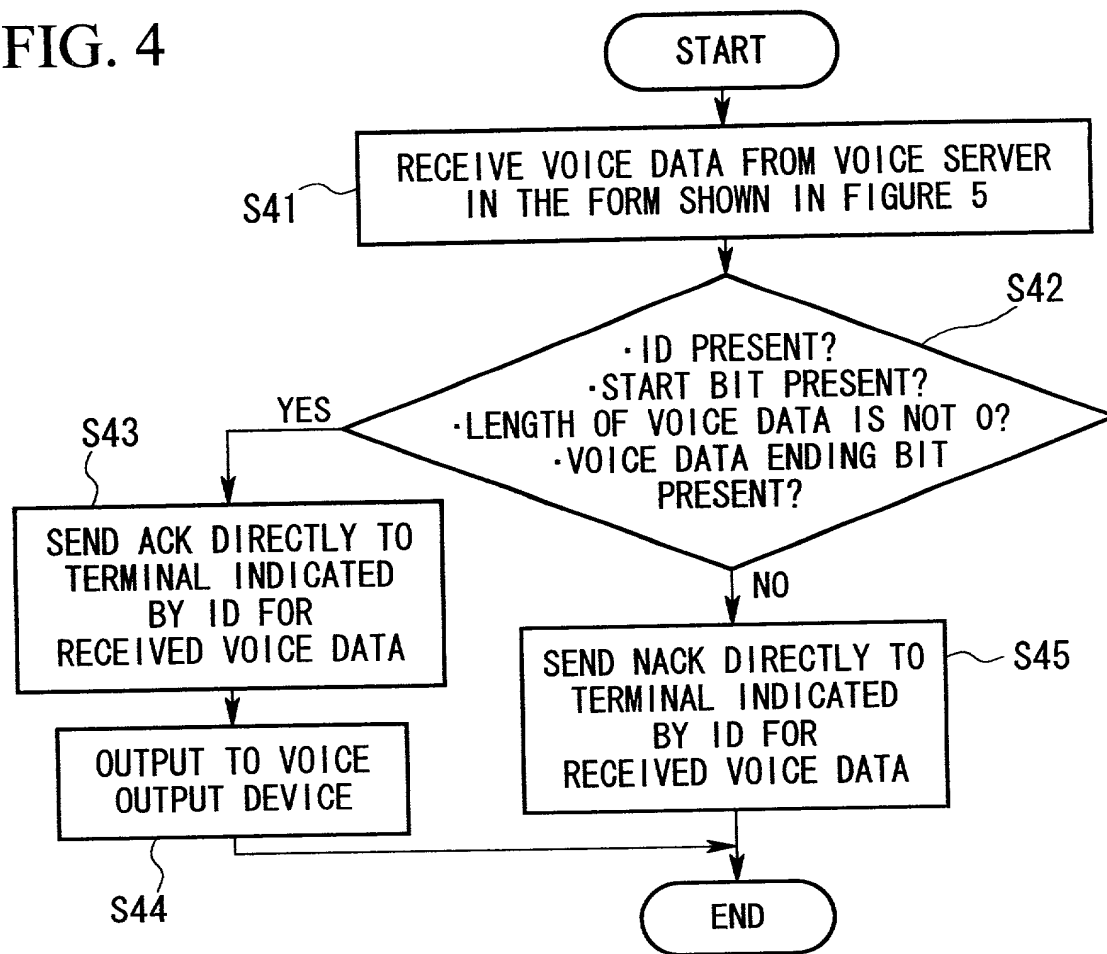 FIG. 4
START
RECEIVE VOICE DATA FROM VOICE SERVER
IN THE FORM SHOWN IN FIGURE 5
S41
S42
·ID PRESENT?
·START BIT PRESENT?
·LENGTH OF VOICE DATA IS NOT 0?
·VOICE DATA ENDING BIT
PRESENT?
YES
S43
SEND ACK DIRECTLY TO
TERMINAL INDICATED
BY ID FOR
RECEIVED VOICE DATA
NO
SEND NACK DIRECTLY TO
TERMINAL INDICATED
BY ID FOR
RECEIVED VOICE DATA
S45
OUTPUT TO VOICE
OUTPUT DEVICE
S44
END